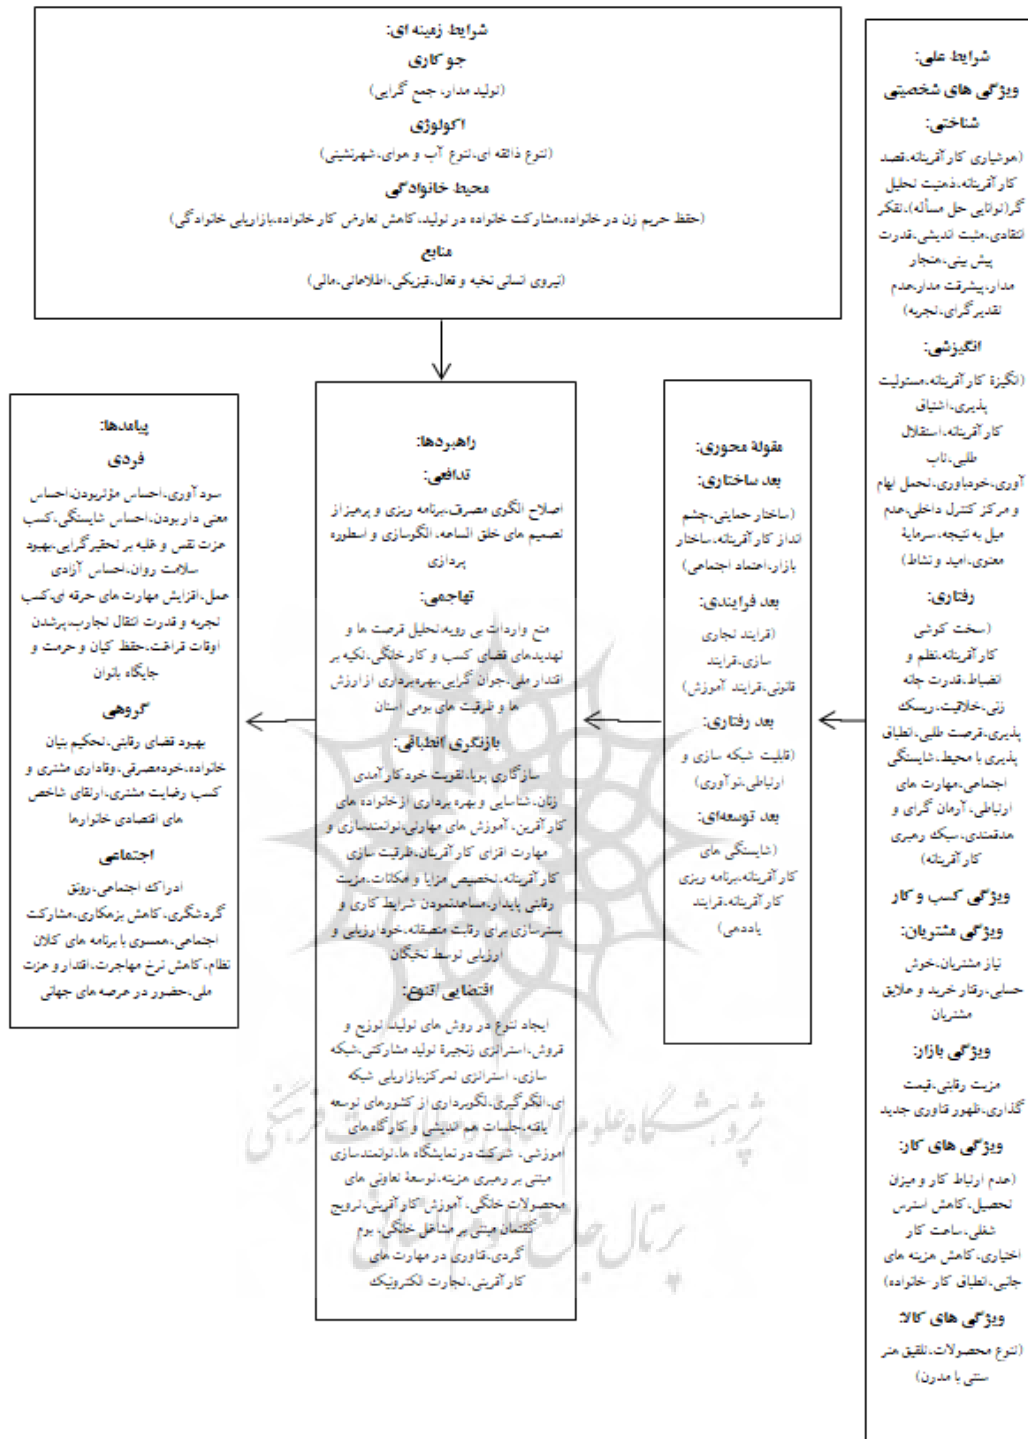 شرایط زمینه ای:
جو کاری
(تولید مدار، جمع گرایی)
اکولوژی
(تنوع ذائقه ای،تنوع آب و هوای،شهرنشینی)
محیط خانوادگی
(حفظ حریم زن در خانواده،مشارکت خانواده در تولید،کاهش تعارض کار خانواده،بازاریابی خانوادگی)
منابع
(نیروی انسانی نخبه و فعال،فیزیکی،اطلاعاتی،مالی)
شرایط علی:
ویژگی های شخصیتی
شناختی:
(هوشیاری کارآفرینانه،قصد
کارآفرینانه،ذهنیت تحلیل
گر(توانایی حل مسأله)،تفکر
انتقادی،مثبت اندیشی،قدرت
پیش بینی،هنجار
مدار،پیشرفت مدار،عدم
تقدیرگرای،تجربه)
انگیزشی:
(انگیزة کارآفرینانه،مسئولیت
پذیری،اشتیاق
کارآفرینانه،استقلال
طلبی،تاب
آوری،خودباوری،تحمل ابهام
و مرکز کنترل داخلی،عدم
میل به نتیجه،سرمایة
معنوی،امید و نشاط)
رفتاری:
(سخت کوشی
کارآفرینانه،نظم و
انضباط،قدرت چانه
زنی،خلاقیت،ریسک
پذیری،فرصت طلبی،انطباق
پذیری با محیط،شایستگی
اجتماعی،مهارت های
ارتباطی،آرمان گرای و
هدفمندی،سبک رهبری
کارآفرینانه)
ویژگی کسب و کار
ویژگی مشتریان:
نیاز مشتریان،خوش
حسابی،رفتار خرید و علایق
مشتریان
ویژگی بازار:
مزیت رقابتی،قیمت
گذاری،ظهور فناوری جدید
ویژگی های کار:
(عدم ارتباط کار و میزان
تحصیل،کاهش استرس
شغلی،ساعت کار
اختیاری،کاهش هزینه های
جانبی،انطباق کار-خانواده)
ویژگی های کالا:
(تنوع محصولات،تلفیق هنر
سنتی با مدرن)
مقولة محوری:
بعد ساختاری:
(ساختار حمایتی،چشم
انداز کارآفرینانه،ساختار
بازار،اعتماد اجتماعی)
بعد فرایندی:
(فرایند تجاری
سازی،فرایند
قانونی،فرایند آموزش)
بعد رفتاری:
(قابلیت شبکه سازی و
ارتباطی،نوآوری)
بعد توسعه‌ای:
(شایستگی های
کارآفرینانه،برنامه ریزی
کارآفرینانه،فرایند
یاددهی)
راهبردها:
تدافعی:
اصلاح الگوی مصرف،برنامه ریزی و پرهیز از
تصمیم های خلق الساعه، الگوسازی و اسطوره
پردازی
تهاجمی:
منع واردات بی رویه،تحلیل فرصت ها و
تهدیدهای فضای کسب و کار خانگی،تکیه بر
اقتدار ملی،جوان گرایی،بهره‌برداری از ارزش
ها و ظرفیت های بومی استان
بازنگری/انطباقی:
سازگاری پویا،تقویت خودکارآمدی
زنان،شناسایی و بهره برداری از خانواده های
کارآفرین، آموزش های مهارتی،توانمندسازی و
مهارت افزای کارآفرینان،ظرفیت سازی
کارآفرینانه،تخصیص مزایا و مکانات،مزیت
رقابتی پایدار،مساعدنمودن شرایط کاری و
بسترسازی برای رقابت منصفانه،خودارزیابی و
ارزیابی توسط نخبگان
اقتضایی/تنوع:
ایجاد تنوع در روش های تولید، توزیع و
فروش،استراتژی زنجیرة تولید مشارکتی،شبکه
سازی، استراتژی تمرکز،بازاریابی شبکه
ای،الگوگیری،لگوبرداری از کشورهای توسعه
یافته،جلسات هم اندیشی و کارگاه های
آموزشی، شرکت در نمایشگاه ها،توانمندسازی
مبتنی بر رهبری هزینه،توسعة تعاونی های
محصولات خانگی، آموزش کارآفرینی،ترویج
گفتمان مبتنی بر مشاغل خانگی، بوم
گردی،فناوری در مهارت های
کارآفرینی،تجارت الکترونیک
پیامدها:
فردی
سودآوری،احساس مؤثربودن،احساس
معنی داربودن،احساس شایستگی،کسب
عزت نفس و غلبه بر تحقیرگرایی،بهبود
سلامت روان،احساس آزادی
عمل،افزایش مهارت های حرفه ای،کسب
تجربه و قدرت انتقال تجارب،پرشدن
اوقات فراغت،حفظ کیان و حرمت و
جایگاه بانوان
گروهی
بهبود فضای رقابتی،تحکیم بنیان
خانواده،خودمصرفی،وفاداری مشتری و
کسب رضایت مشتری،ارتقای شاخص
های اقتصادی خانوارها
اجتماعی
ادراک اجتماعی،رونق
گردشگری،کاهش بزهکاری،مشارکت
اجتماعی،همسوی با برنامه های کلان
نظام،کاهش نرخ مهاجرت،اقتدار و عزت
ملی،حضور در عرصه های جهانی
پژوهشگاه علوم انسانی و مطالعات فرهنگی
پرتال جامع علوم انسانی